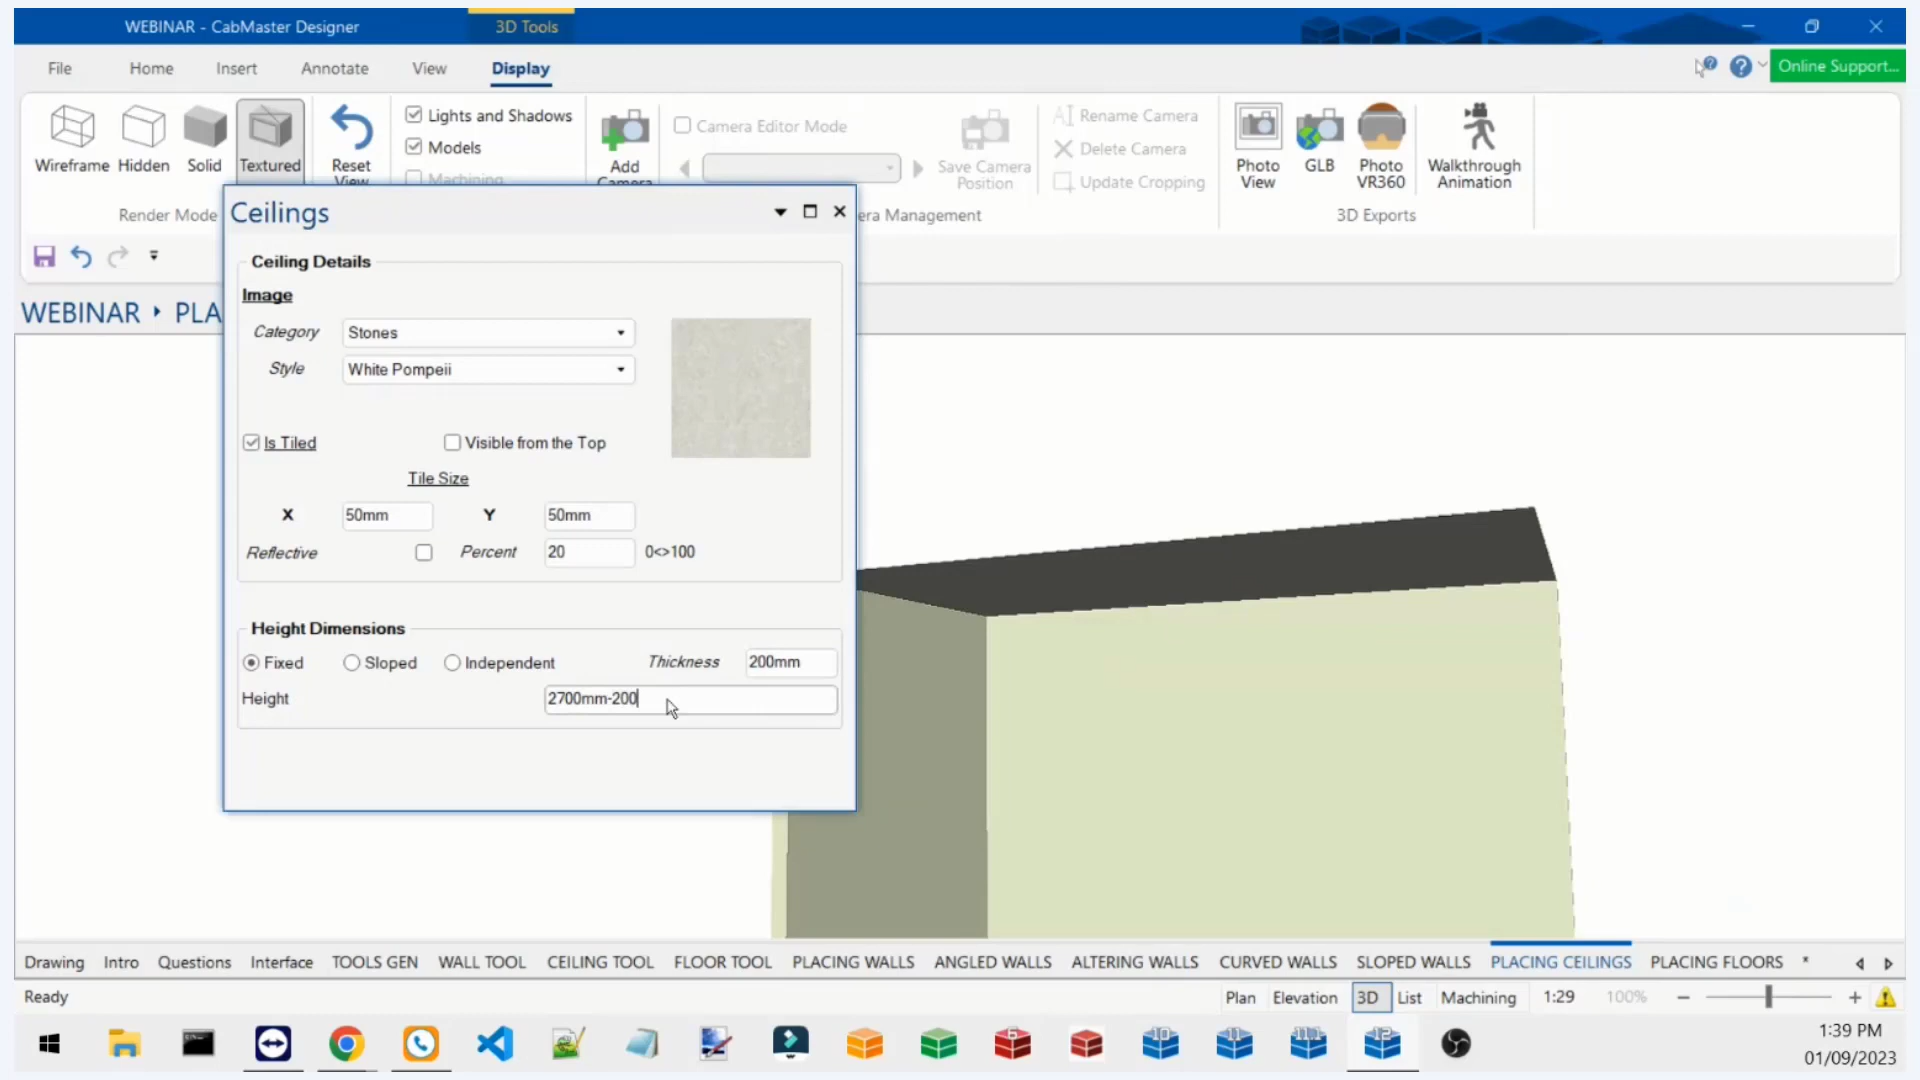 WEBINAR - CabMaster Designer
3D Tools
File
Home
Insert
Annotate
View
Display
Online Support...
Wireframe
Hidden
Solid
Textured
Reset
View
Lights and Shadows
Models
Machining
Add
Camera
Camera Editor Mode
Save Camera
Position
Rename Camera
Delete Camera
Update Cropping
Photo
View
GLB
Photo
VR360
Walkthrough
Animation
Render Mode
era Management
3D Exports
WEBINAR ‣ PLA
Ceilings
Ceiling Details
Image
Category
Stones
Style
White Pompeii
Is Tiled
Visible from the Top
Tile Size
X
50mm
Y
50mm
Reflective
Percent
20
0<>100
Height Dimensions
Fixed
Sloped
Independent
Thickness
200mm
Height
2700mm-200
Drawing
Intro
Questions
Interface
TOOLS GEN
WALL TOOL
CEILING TOOL
FLOOR TOOL
PLACING WALLS
ANGLED WALLS
ALTERING WALLS
CURVED WALLS
SLOPED WALLS
PLACING CEILINGS
PLACING FLOORS
*
Ready
Plan
Elevation
3D
List
Machining
1:29
100%
1:39 PM
01/09/2023